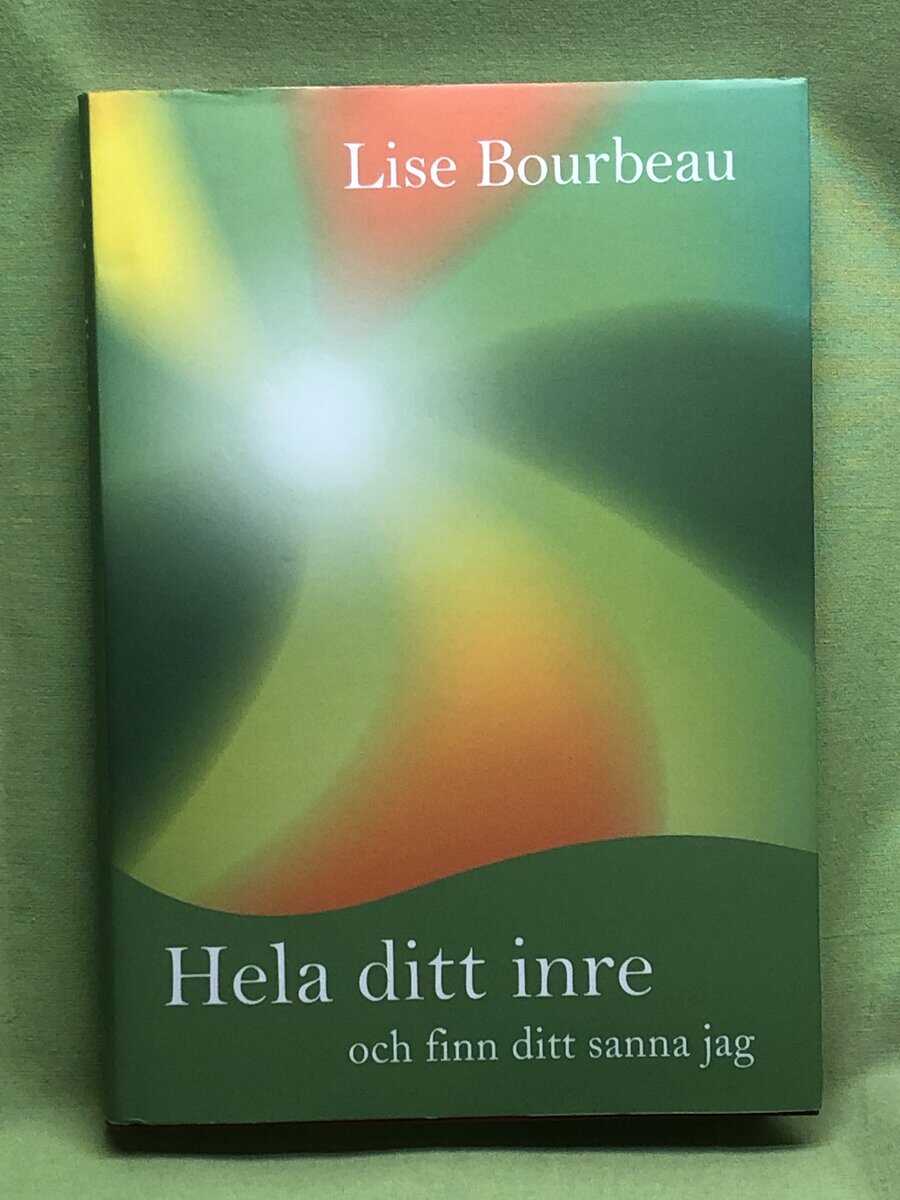 Lise Bourbeau
Hela ditt inre
och finn ditt sanna jag